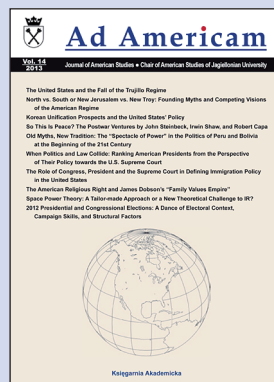 Ad Americam
Vol. 14
2013
Journal of American Studies ● Chair of American Studies of Jagiellonian University
The United States and the Fall of the Trujillo Regime
North vs. South or New Jerusalem vs. New Troy: Founding Myths and Competing Visions
of the American Regime
Korean Unification Prospects and the United States' Policy
So This Is Peace? The Postwar Ventures by John Steinbeck, Irwin Shaw, and Robert Capa
Old Myths, New Tradition: The "Spectacle of Power" in the Politics of Peru and Bolivia
at the Beginning of the 21st Century
When Politics and Law Collide: Ranking American Presidents from the Perspective
of Their Policy towards the U.S. Supreme Court
The Role of Congress, President and the Supreme Court in Defining Immigration Policy
in the United States
The American Religious Right and James Dobson's "Family Values Empire"
Space Power Theory: A Tailor-made Approach or a New Theoretical Challenge to IR?
2012 Presidential and Congressional Elections: A Dance of Electoral Context,
Campaign Skills, and Structural Factors
Księgarnia Akademicka